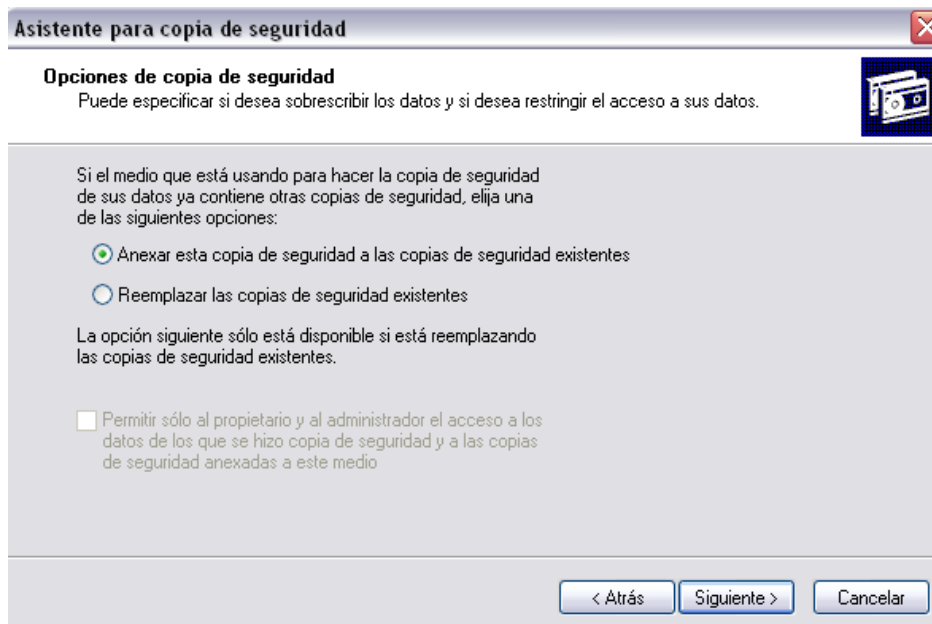 Asistente para copia de seguridad
Opciones de copia de seguridad
Puede especificar si desea sobrescribir los datos y si desea restringir el acceso a sus datos.
Si el medio que está usando para hacer la copia de seguridad
de sus datos ya contiene otras copias de seguridad, elija una
de las siguientes opciones:
Anexar esta copia de seguridad a las copias de seguridad existentes
Reemplazar las copias de seguridad existentes
La opción siguiente sólo está disponible si está reemplazando
las copias de seguridad existentes.
Permitir sólo al propietario y al administrador el acceso a los
datos de los que se hizo copia de seguridad y a las copias
de seguridad anexadas a este medio
< Atrás Siguiente > Cancelar